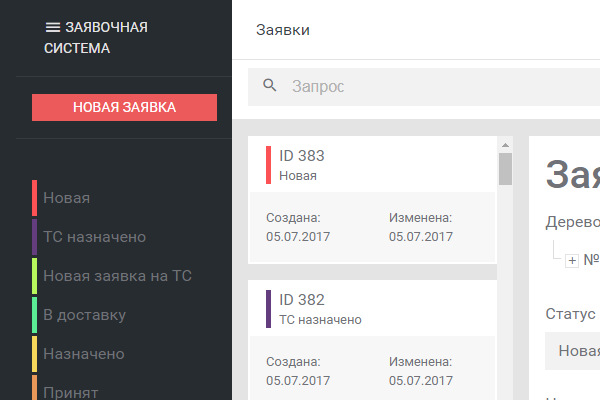 ЗАЯВОЧНАЯ
СИСТЕМА
НОВАЯ ЗАЯВКА
Новая
ТС назначено
Новая заявка на ТС
В доставку
Назначено
Принят
Заявки
Запрос
ID 383
Новая
Создана: Изменена:
05.07.2017 05.07.2017
ID 382
ТС назначено
Создана: Изменена:
05.07.2017 05.07.2017
Зая
Дерево
№
Статус
Новая